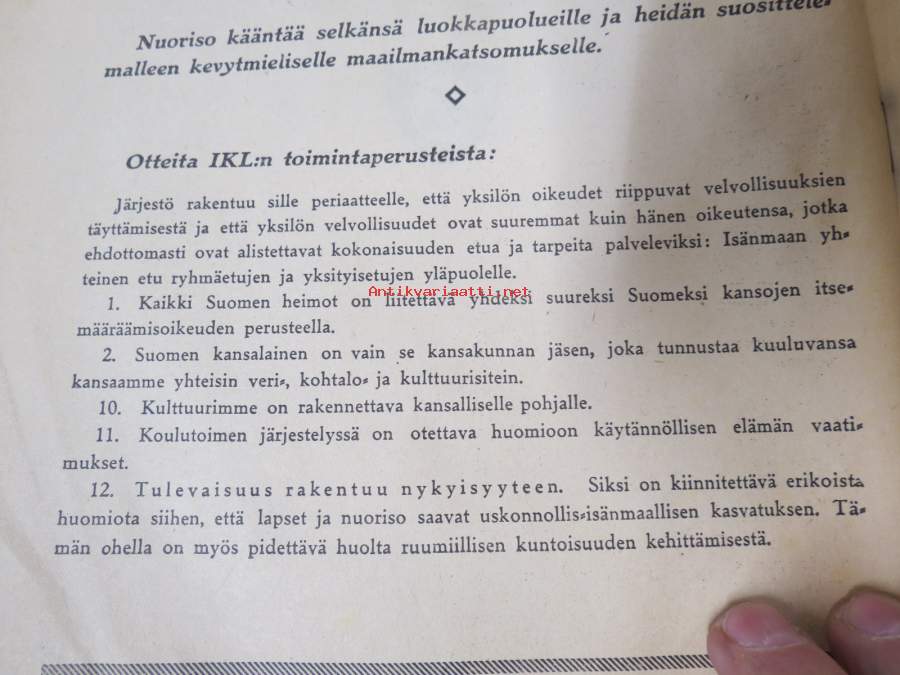 Nuoriso kääntää selkänsä luokkapuolueille ja heidän suosittele-
malleen kevytmieliselle maailmankatsomukselle.
Otteita IKL:n toimintaperusteista:
Järjestö rakentuu sille periaatteelle, että yksilön oikeudet riippuvat velvollisuuksien
täyttämisestä ja että yksilön velvollisuudet ovat suuremmat kuin hänen oikeutensa, jotka
ehdottomasti ovat alistettavat kokonaisuuden etua ja tarpeita palveleviksi: Isänmaan yh-
teinen etu ryhmäetujen ja yksityisetujen yläpuolelle.
Antikvariaatti.net
1. Kaikki Suomen heimot on liitettävä yhdeksi suureksi Suomeksi kansojen itse-
määräämisoikeuden perusteella.
2. Suomen kansalainen on vain se kansakunnan jäsen, joka tunnustaa kuuluvansa
kansaamme yhteisin veri-, kohtalo- ja kulttuurisitein.
10. Kulttuurimme on rakennettava kansalliselle pohjalle.
11. Koulutoimen järjestelyssä on otettava huomioon käytännöllisen elämän vaati-
mukset.
12. Tulevaisuus rakentuu nykyisyyteen. Siksi on kiinnitettävä erikoista
huomiota siihen, että lapset ja nuoriso saavat uskonnollis-isänmaallisen kasvatuksen. Tä-
män ohella on myös pidettävä huolta ruumiillisen kuntoisuuden kehittämisestä.